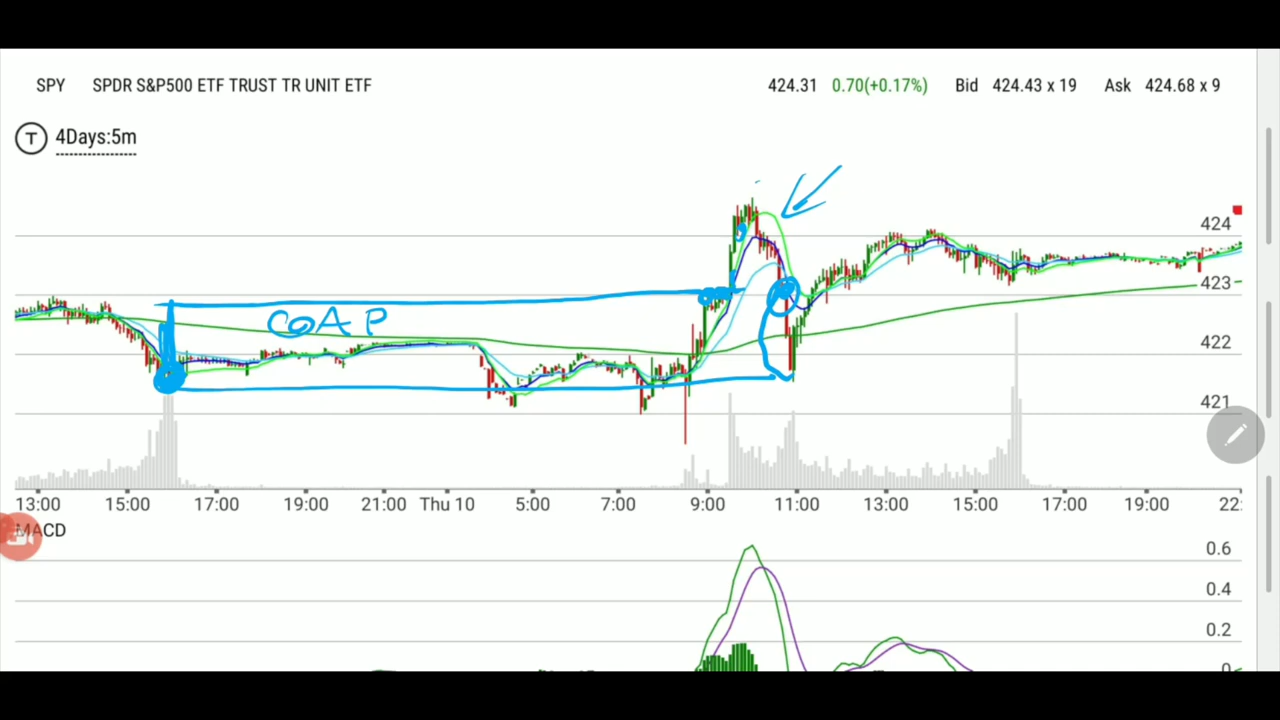 SPY SPDR S&P500 ETF TRUST TR UNIT ETF 424.31 0.70(+0.17%) Bid 424.43 x 19 Ask 424.68 x 9
T 4Days:5m
424
423
GAP
422
421
13:00 15:00 17:00 19:00 21:00 Thu 10 5:00 7:00 9:00 11:00 13:00 15:00 17:00 19:00 22:
MACD
0.6
0.4
0.2
0